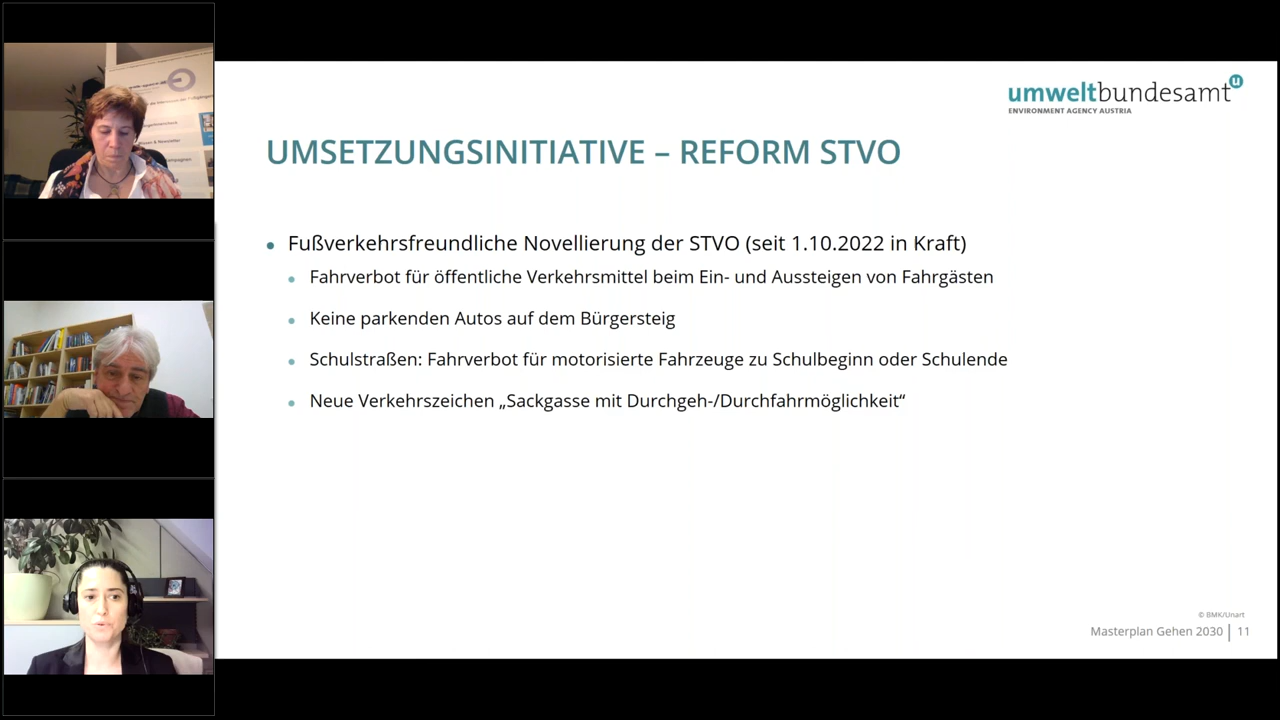 umweltbundesamt
ENVIRONMENT AGENCY AUSTRIA
UMSETZUNGSINITIATIVE – REFORM STVO
Fußverkehrsfreundliche Novellierung der STVO (seit 1.10.2022 in Kraft)
Fahrverbot für öffentliche Verkehrsmittel beim Ein- und Aussteigen von Fahrgästen
Keine parkenden Autos auf dem Bürgersteig
Schulstraßen: Fahrverbot für motorisierte Fahrzeuge zu Schulbeginn oder Schulende
Neue Verkehrszeichen „Sackgasse mit Durchgeh-/Durchfahrmöglichkeit“
© BMK/Unart
Masterplan Gehen 2030 | 11